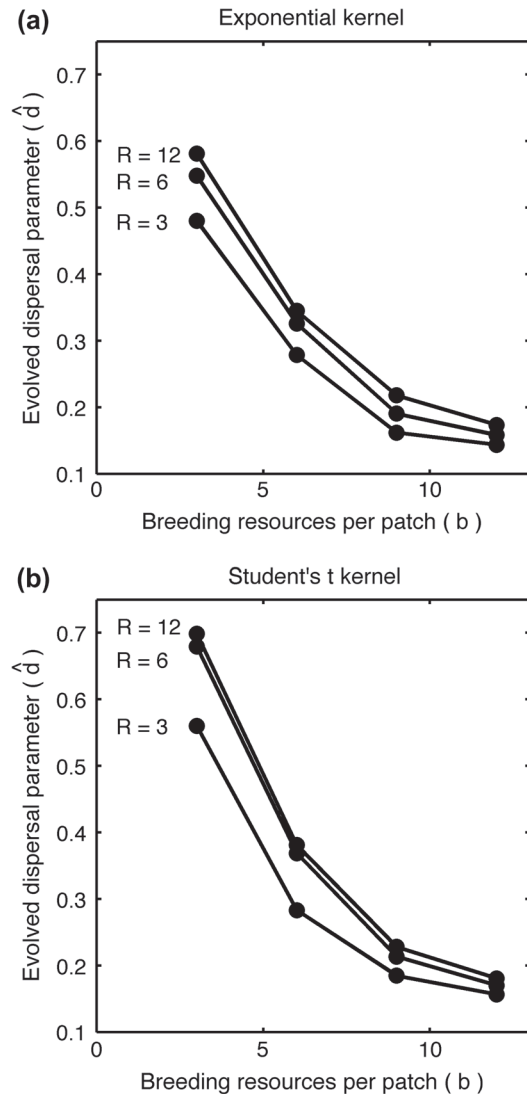 (a)
Exponential kernel
0.7
0.6
0.5
0.4
0.3
0.2
0.1
R = 12
R = 6
R = 3
0
5
10
Evolved dispersal parameter ( d̂ )
Breeding resources per patch ( b )
(b)
Student's t kernel
0.7
0.6
0.5
0.4
0.3
0.2
0.1
R = 12
R = 6
R = 3
0
5
10
Evolved dispersal parameter ( d̂ )
Breeding resources per patch ( b )